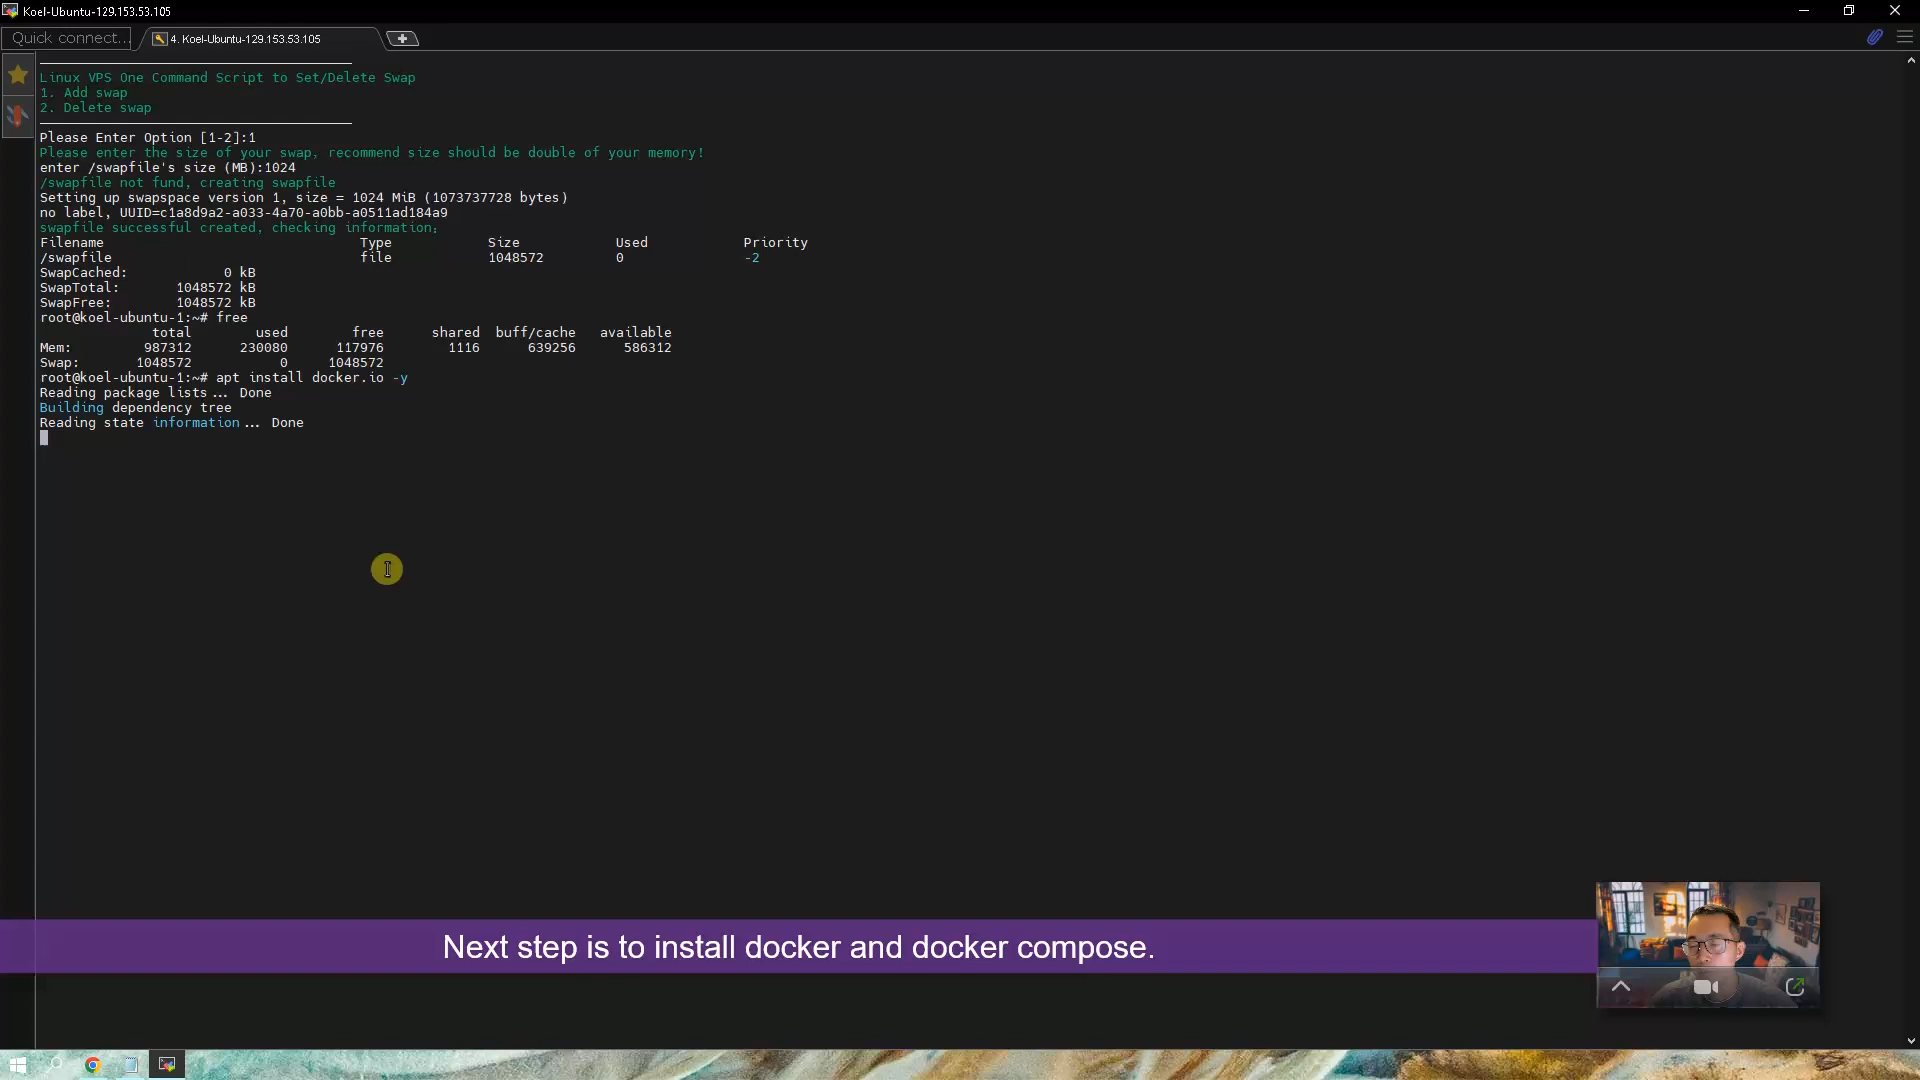 Koel-Ubuntu-129.153.53.105
Quick connect...
4. Koel-Ubuntu-129.153.53.105
Linux VPS One Command Script to Set/Delete Swap
1. Add swap
2. Delete swap
Please Enter Option [1-2]:1
Please enter the size of your swap, recommend size should be double of your memory!
enter /swapfile's size (MB):1024
/swapfile not fund, creating swapfile
Setting up swapspace version 1, size = 1024 MiB (1073737728 bytes)
no label, UUID=c1a8d9a2-a033-4a70-a0bb-a0511ad184a9
swapfile successful created, checking information:
Filename Type Size Used Priority
/swapfile file 1048572 0 -2
SwapCached: 0 kB
SwapTotal: 1048572 kB
SwapFree: 1048572 kB
root@koel-ubuntu-1:~# free
total used free shared buff/cache available
Mem: 987312 230080 117976 1116 639256 586312
Swap: 1048572 0 1048572
root@koel-ubuntu-1:~# apt install docker.io -y
Reading package lists... Done
Building dependency tree
Reading state information... Done
Next step is to install docker and docker compose.